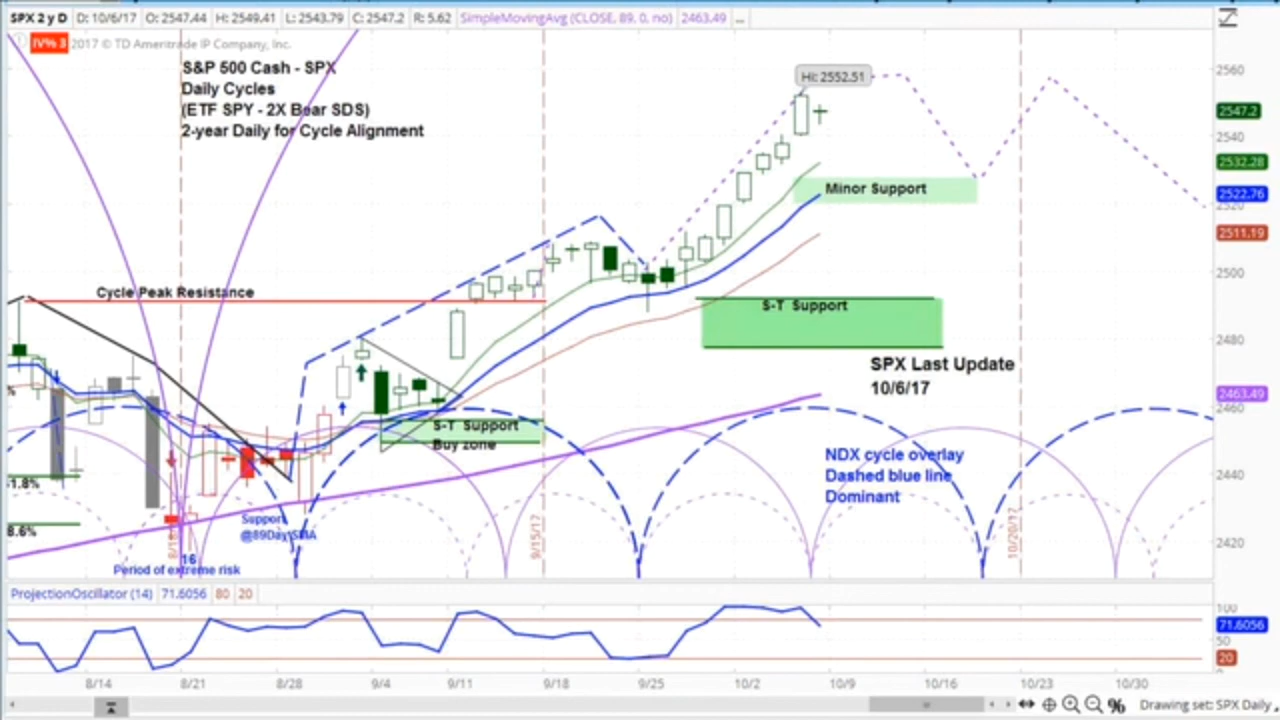 SPX 2 y D D: 10/6/17 O: 2547.44 H: 2549.41 L: 2543.79 C: 2547.2 R: 5.62 SimpleMovingAvg (CLOSE, 89, 0, no) 2463.49 ...
IV% 3 2017 © TD Ameritrade IP Company, Inc.
S&P 500 Cash - SPX
Daily Cycles
(ETF SPY - 2X Bear SDS)
2-year Daily for Cycle Alignment
Hi: 2552.51
2560
2547.2
2540
2532.28
Minor Support
2522.76
2520
2511.19
2500
Cycle Peak Resistance
S-T Support
2480
SPX Last Update
10/6/17
%
2463.49
2460
S-T Support
Buy zone
NDX cycle overlay
Dashed blue line
Dominant
2440
1.8%
8.6%
Support
@89Day SMA
9/15/17
10/20/17
2420
16
Period of extreme risk
ProjectionOscillator (14) 71.6056 80 20
100
71.6056
50
20
8/14 8/21 8/28 9/4 9/11 9/18 9/25 10/2 10/9 10/16 10/23 10/30
% Drawing set: SPX Daily